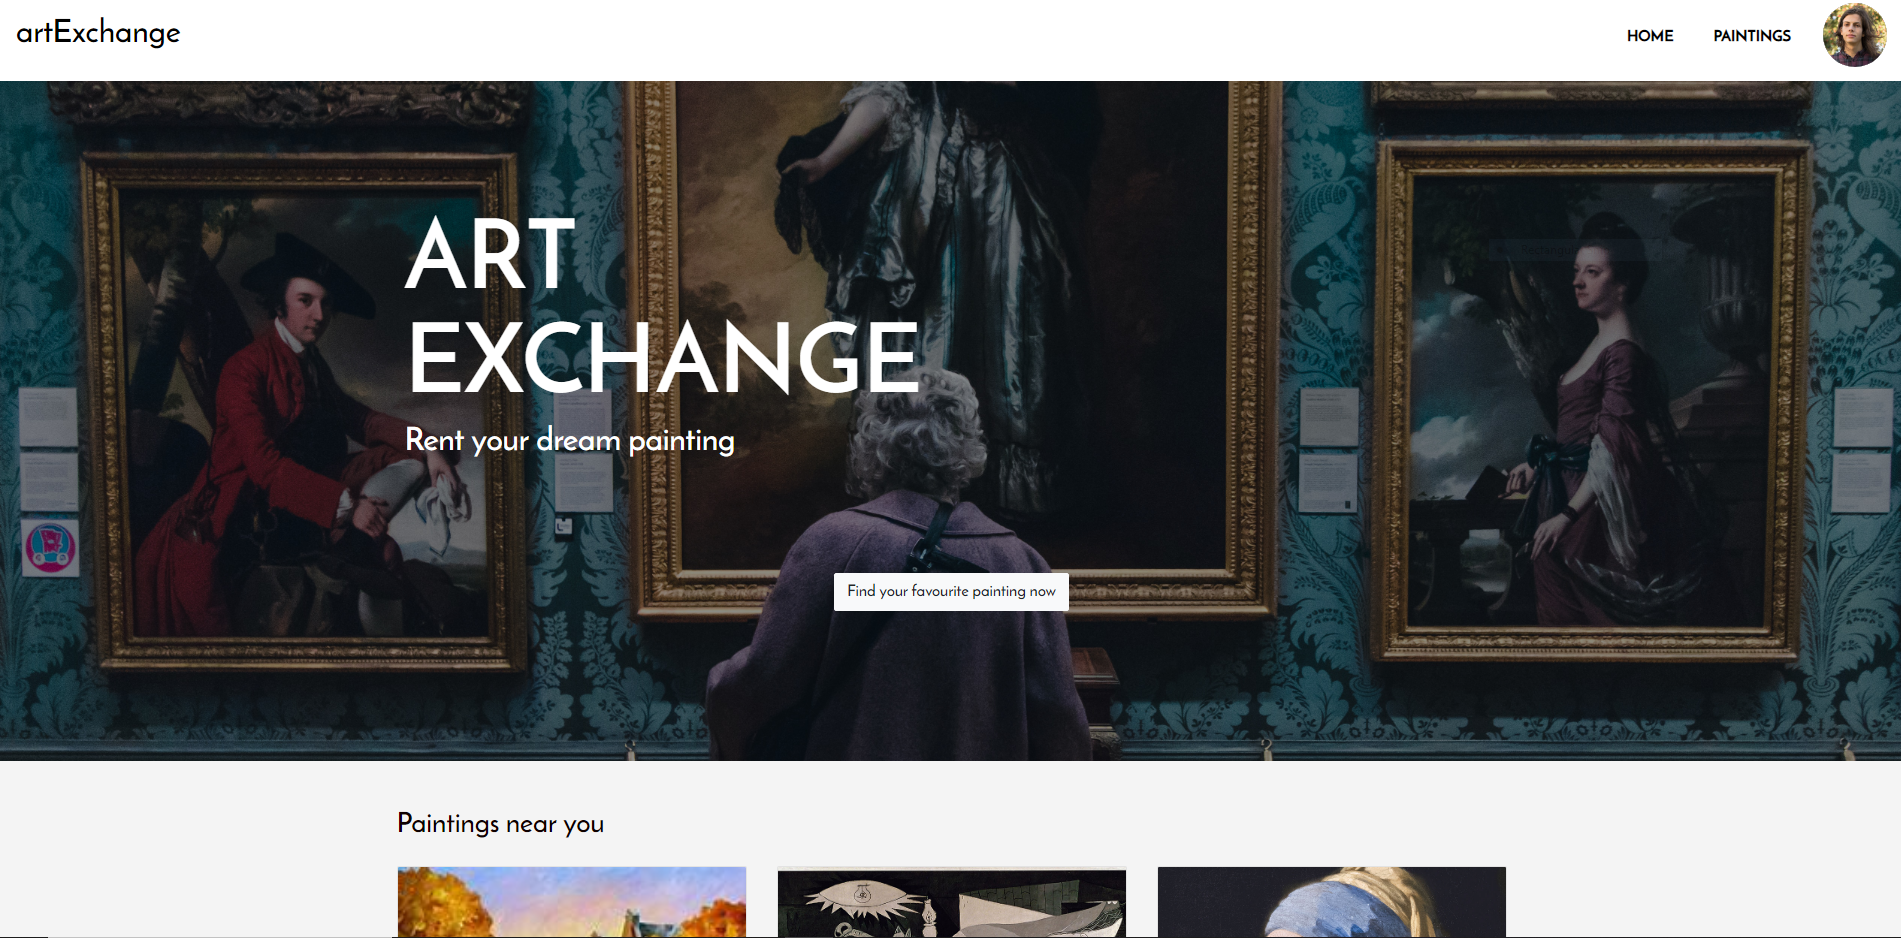 artExchange
HOME
PAINTINGS
ART
EXCHANGE
Rent your dream painting
Find your favourite painting now
Paintings near you